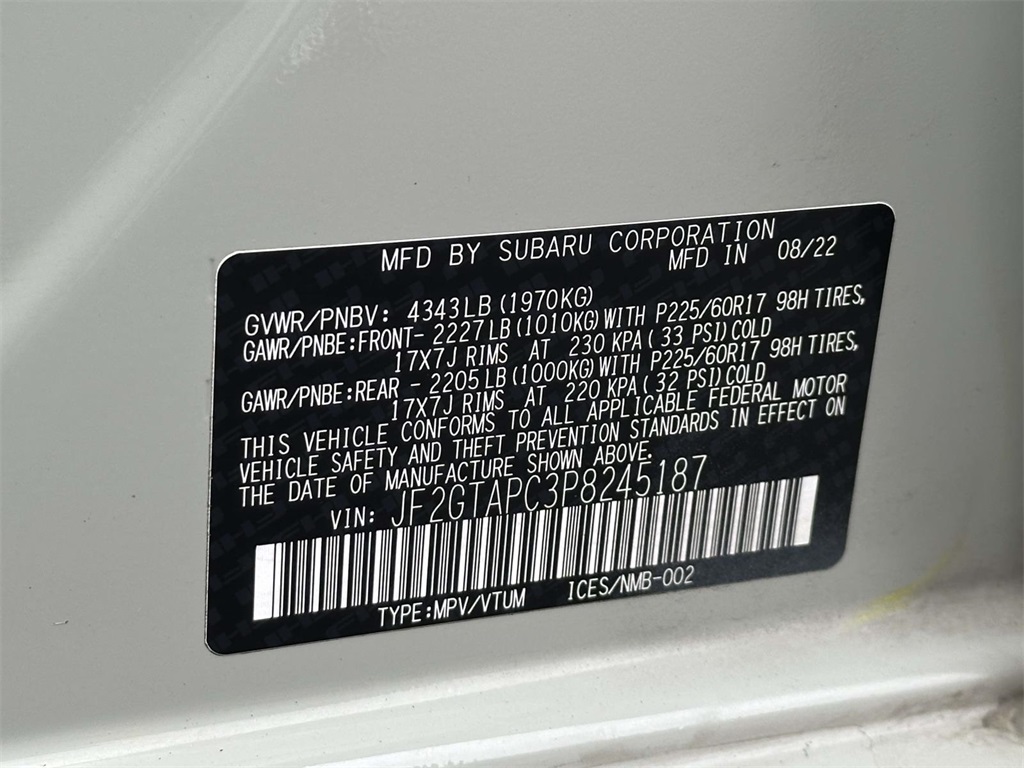 MFD BY SUBARU CORPORATION
MFD IN 08/22
GVWR/PNBV: 4343LB (1970KG)
GAWR/PNBE:FRONT- 2227LB(1010KG)WITH P225/60R17 98H TIRES,
17X7J RIMS AT 230 KPA( 33 PSI)COLD
GAWR/PNBE:REAR - 2205LB(1000KG)WITH P225/60R17 98H TIRES,
17X7J RIMS AT 220 KPA( 32 PSI)COLD
THIS VEHICLE CONFORMS TO ALL APPLICABLE FEDERAL MOTOR
VEHICLE SAFETY AND THEFT PREVENTION STANDARDS IN EFFECT ON
THE DATE OF MANUFACTURE SHOWN ABOVE.
VIN: JF2GTAPC3P8245187
TYPE:MPV/VTUM ICES/NMB-002